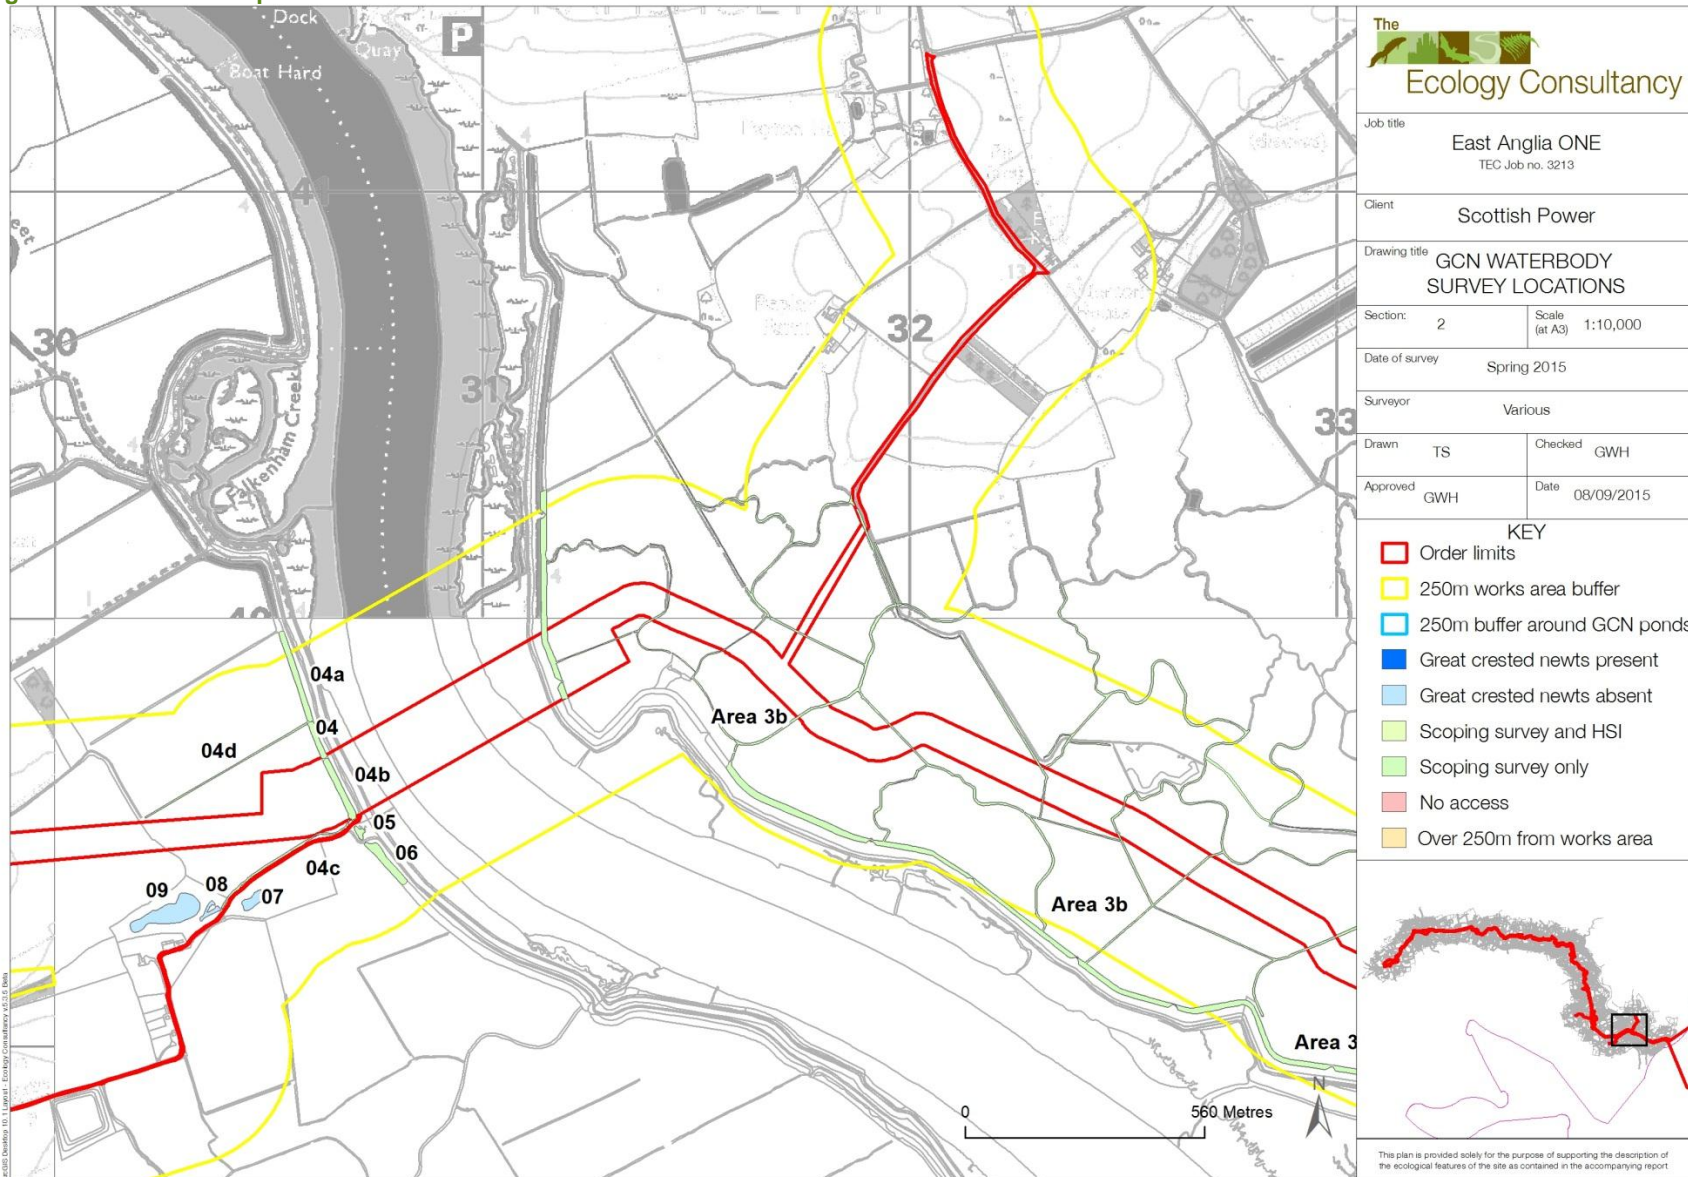 Dock
Quay
Boat Hard
P
41
30
31
32
33
40
13
4
4
4
Falkenham Creek
04a
04
04d
04b
05
06
04c
09
08
07
Area 3b
Area 3b
Area 3
0
560 Metres
N
The
Ecology Consultancy
Job title
East Anglia ONE
TEC Job no. 3213
Client
Scottish Power
Drawing title
GCN WATERBODY
SURVEY LOCATIONS
Section: 2
Scale (at A3) 1:10,000
Date of survey
Spring 2015
Surveyor
Various
Drawn TS
Checked GWH
Approved GWH
Date 08/09/2015
KEY
Order limits
250m works area buffer
250m buffer around GCN ponds
Great crested newts present
Great crested newts absent
Scoping survey and HSI
Scoping survey only
No access
Over 250m from works area
This plan is provided solely for the purpose of supporting the description of
the ecological features of the site as contained in the accompanying report